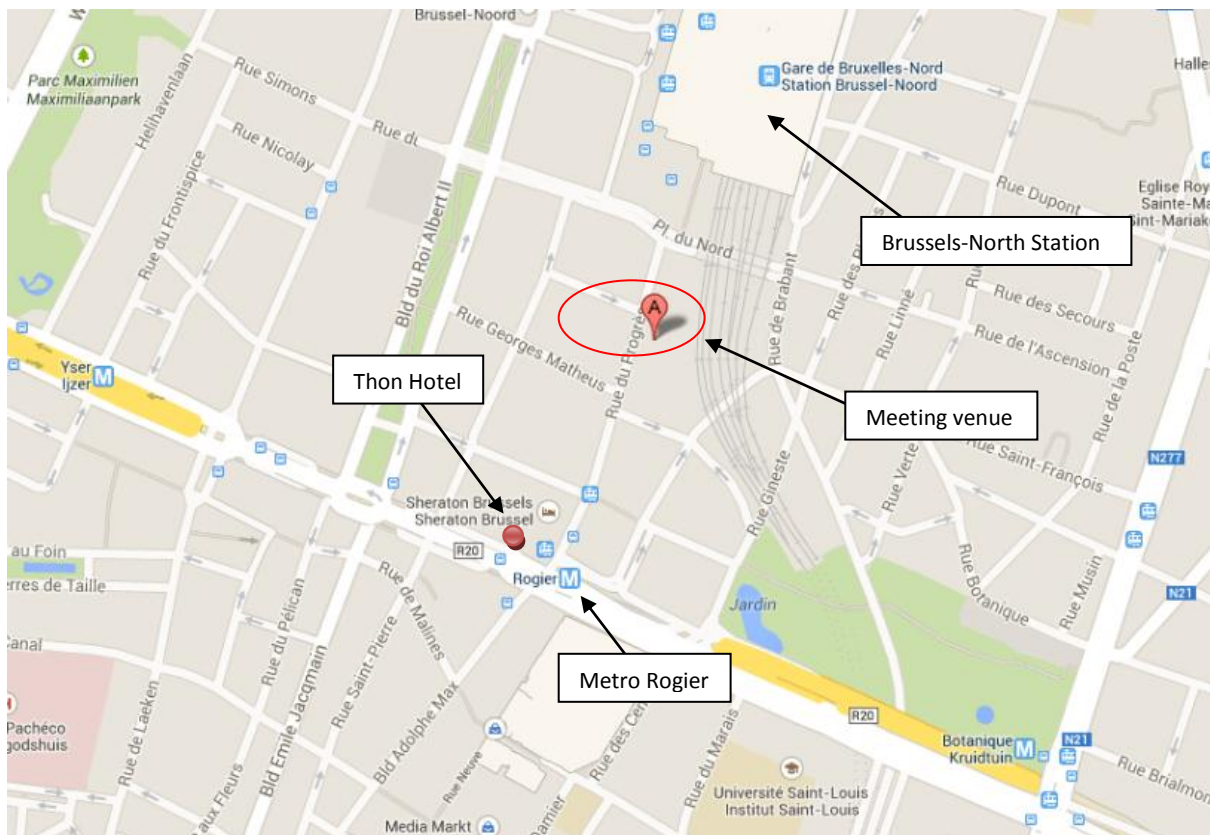 Brussel-Noord
Parc Maximilien
Maximiliaanpark
Helihavenlaan
Rue Simons
Rue Nicolay
Rue du
Rue du Frontispice
Bld du Roi Albert II
Gare de Bruxelles-Nord
Station Brussel-Noord
Halles
Rue Dupont
Eglise Roy
Sainte-Ma
Sint-Mariak
Brussels-North Station
Pl. du Nord
Rue de Brabant
Rue Linné
Rue des Secours
Rue de l'Ascension
Rue de la Poste
A
Rue Georges Matheus
Rue du Progrès
Yser
Ijzer
M
Thon Hotel
Meeting venue
Rue Saint-François
N277
Rue Verte
Rue Gineste
Sheraton Brussels
Sheraton Brussel
R20
Rogier
M
au Foin
erres de Taille
Canal
Rue du Pélican
Rue de Malines
Rue Saint-Pierre
Bld Emile Jacqmain
Rue de Laeken
Jardin
Rue Botanique
Rue Musin
N21
Metro Rogier
Pachéco
godshuis
Bld Adolphe Max
Rue Neuve
Rue des Cen
Rue du Marais
R20
Botanique
Kruidtuin
M
N21
Rue Brialmon
Université Saint-Louis
Institut Saint-Louis
aux Fleurs
Media Markt
Damier